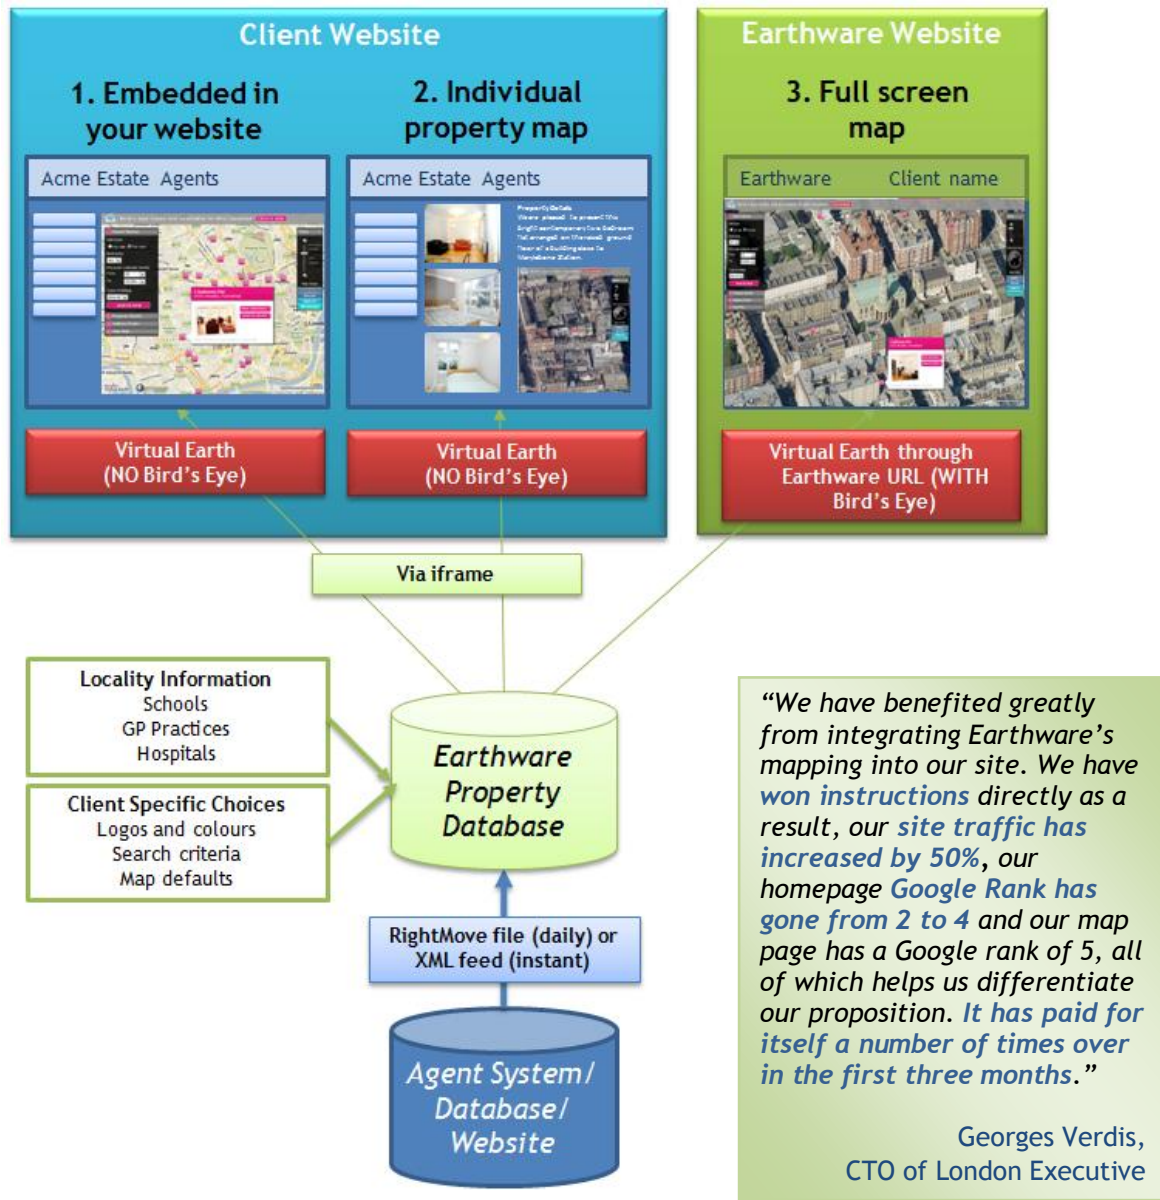 Client Website
1. Embedded in
your website
2. Individual
property map
Acme Estate Agents
Acme Estate Agents
Property Details
Virtual Earth
(NO Bird's Eye)
Virtual Earth
(NO Bird's Eye)
Earthware Website
3. Full screen
map
Earthware Client name
Virtual Earth through
Earthware URL (WITH
Bird's Eye)
Via iframe
Locality Information
Schools
GP Practices
Hospitals
Client Specific Choices
Logos and colours
Search criteria
Map defaults
Earthware
Property
Database
RightMove file (daily) or
XML feed (instant)
Agent System/
Database/
Website
“We have benefited greatly
from integrating Earthware’s
mapping into our site. We have
won instructions directly as a
result, our site traffic has
increased by 50%, our
homepage Google Rank has
gone from 2 to 4 and our map
page has a Google rank of 5, all
of which helps us differentiate
our proposition. It has paid for
itself a number of times over
in the first three months.”
Georges Verdis,
CTO of London Executive